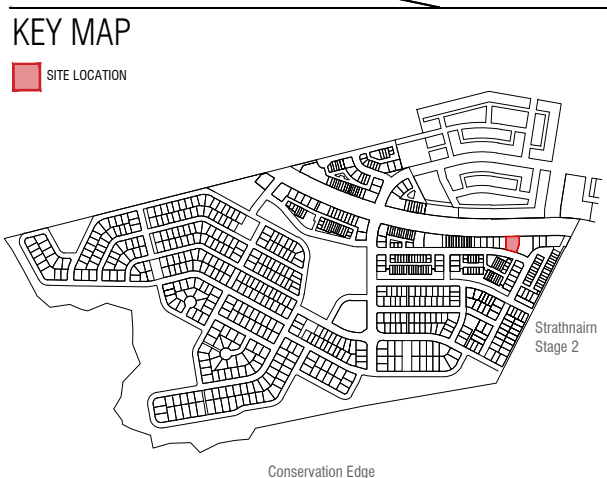 KEY MAP
SITE LOCATION
Strathnairn
Stage 2
Conservation Edge